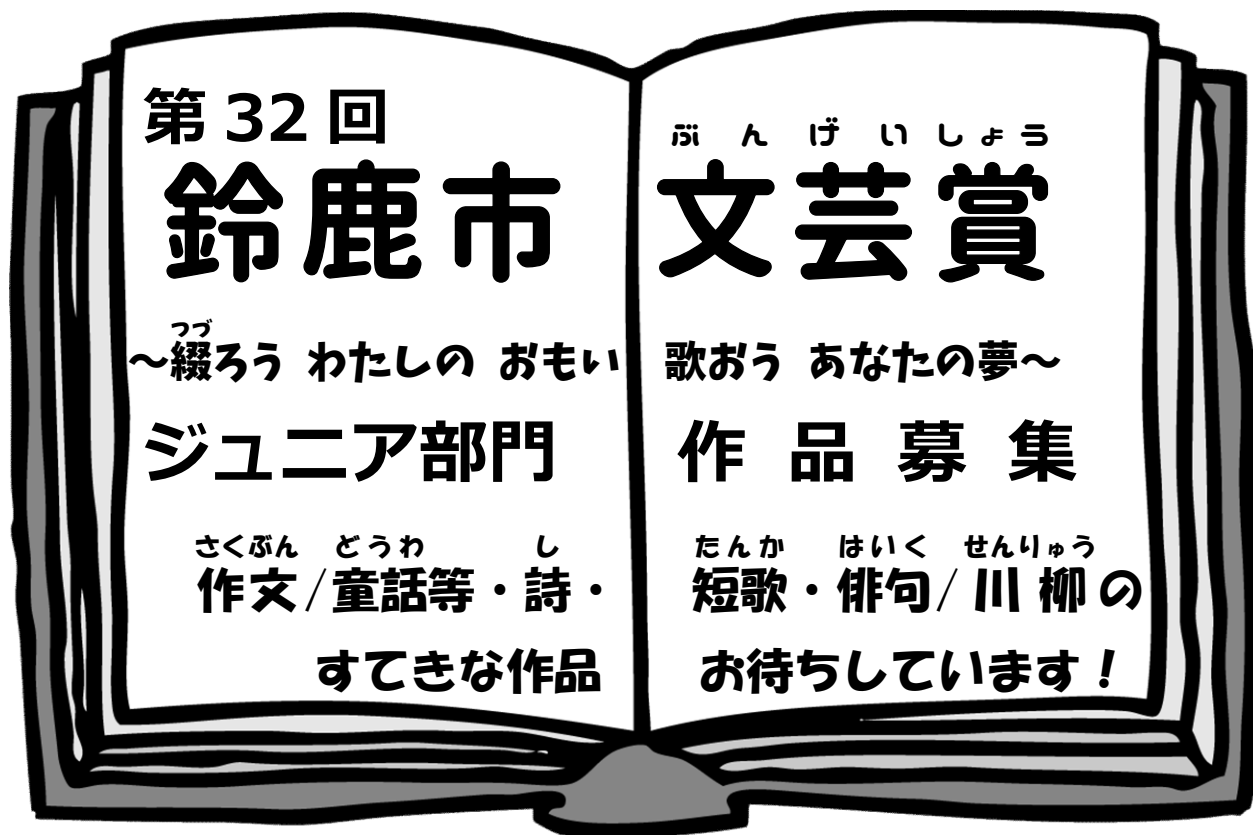 第32回
ぶんげいしょう
鈴鹿市 文芸賞
つづ
～綴ろう わたしの おもい 歌おう あなたの夢～
ジュニア部門 作品募集
さくぶん どうわ し たんか はいく せんりゅう
作文/童話等・詩・短歌・俳句/川柳の
すてきな作品 お待ちしています！